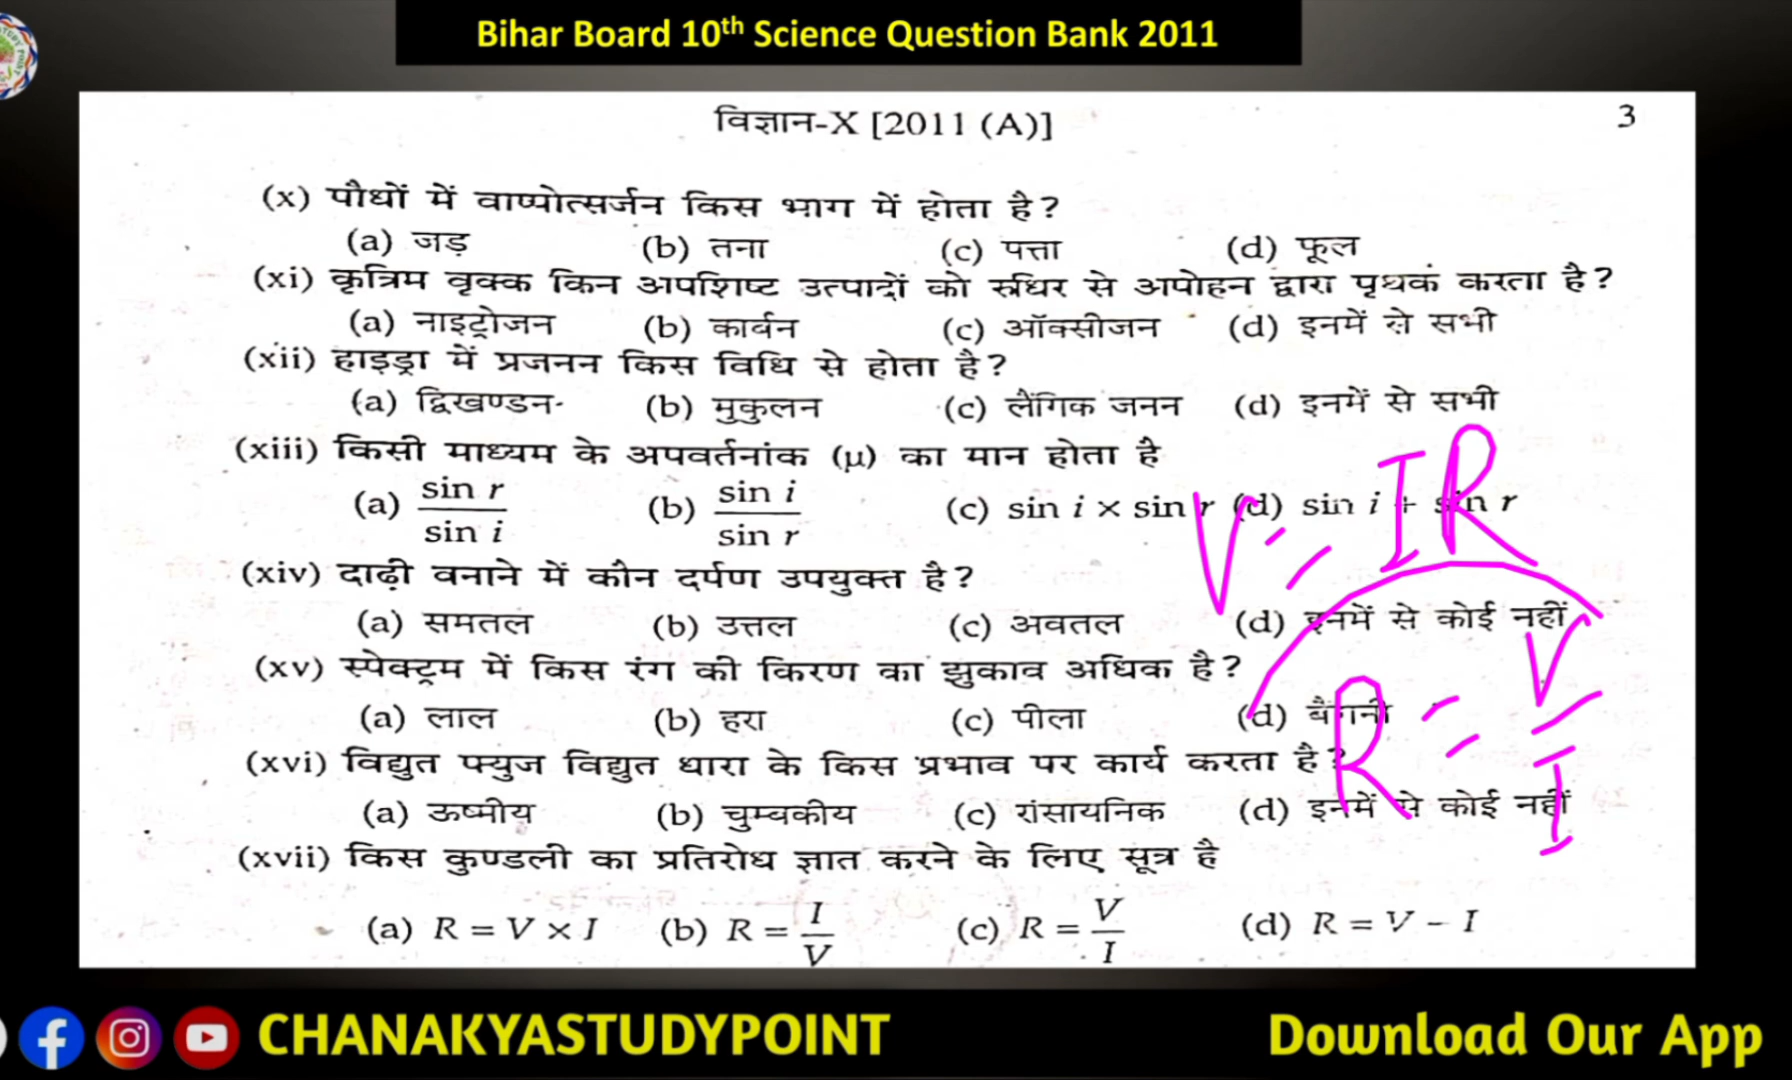 Bihar Board 10th Science Question Bank 2011
विज्ञान-X [2011 (A)] 3
(x) पौधों में वाष्पोत्सर्जन किस भाग में होता है?
(a) जड़ (b) तना (c) पत्ता (d) फूल
(xi) कृत्रिम वृक्क किन अपशिष्ट उत्पादों को रुधिर से अपोहन द्वारा पृथक करता है?
(a) नाइट्रोजन (b) कार्बन (c) ऑक्सीजन (d) इनमें से सभी
(xii) हाइड्रा में प्रजनन किस विधि से होता है?
(a) द्विखण्डन (b) मुकुलन (c) लैंगिक जनन (d) इनमें से सभी
(xiii) किसी माध्यम के अपवर्तनांक (μ) का मान होता है
(a) sin r / sin i (b) sin i / sin r (c) sin i × sin r (d) sin i + sin r
V = IR
(xiv) दाढ़ी बनाने में कौन दर्पण उपयुक्त है?
(a) समतल (b) उत्तल (c) अवतल (d) इनमें से कोई नहीं
(xv) स्पेक्ट्रम में किस रंग की किरण का झुकाव अधिक है?
(a) लाल (b) हरा (c) पीला (d) बैंगनी
R = V / I
(xvi) विद्युत फ्युज विद्युत धारा के किस प्रभाव पर कार्य करता है?
(a) ऊष्मीय (b) चुम्बकीय (c) रासायनिक (d) इनमें से कोई नहीं
(xvii) किस कुण्डली का प्रतिरोध ज्ञात करने के लिए सूत्र है
(a) R = V × I (b) R = I / V (c) R = V / I (d) R = V - I
CHANAKYASTUDYPOINT Download Our App